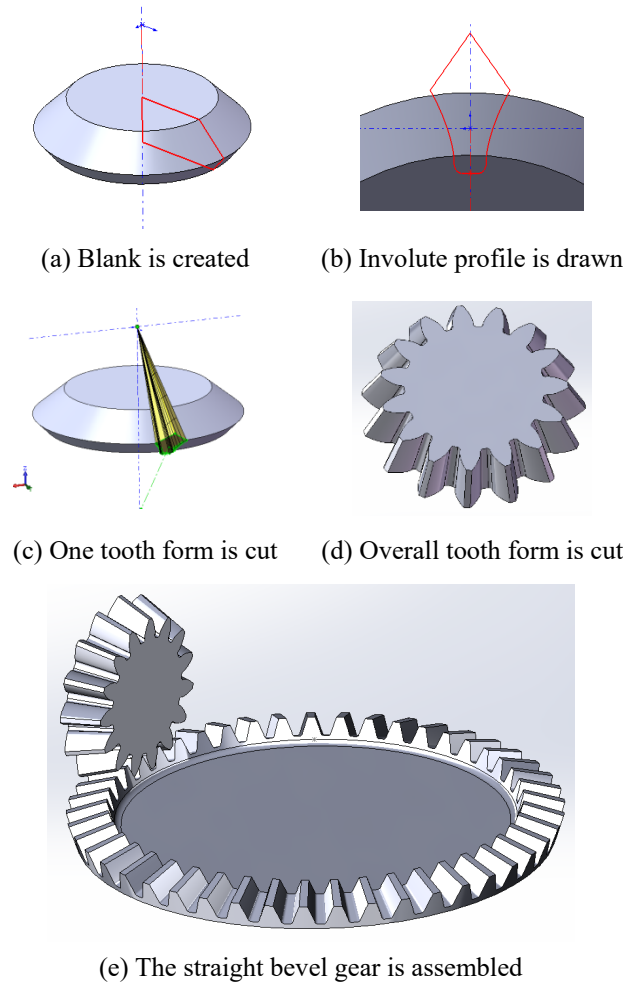 (a) Blank is created
(b) Involute profile is drawn
(c) One tooth form is cut
(d) Overall tooth form is cut
(e) The straight bevel gear is assembled